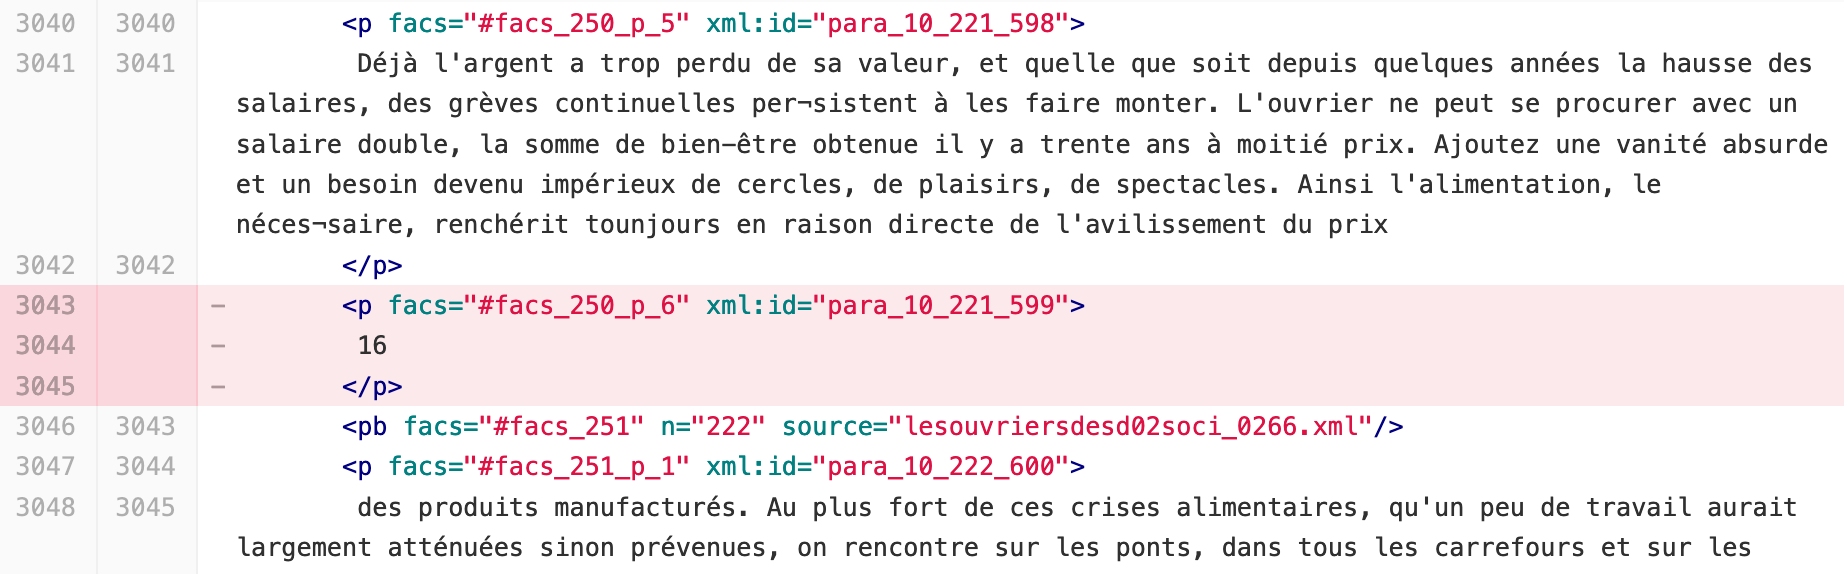 3040 3040 <p facs="#facs_250_p_5" xml:id="para_10_221_598">
3041 3041 Déjà l'argent a trop perdu de sa valeur, et quelle que soit depuis quelques années la hausse des
salaires, des grèves continuelles per¬sistent à les faire monter. L'ouvrier ne peut se procurer avec un
salaire double, la somme de bien—être obtenue il y a trente ans à moitié prix. Ajoutez une vanité absurde
et un besoin devenu impérieux de cercles, de plaisirs, de spectacles. Ainsi l'alimentation, le
néces¬saire, renchérit tounjours en raison directe de l'avilissement du prix
3042 3042 </p>
3043 - <p facs="#facs_250_p_6" xml:id="para_10_221_599">
3044 - 16
3045 - </p>
3046 3043 <pb facs="#facs_251" n="222" source="lesouvriersdesd02soci_0266.xml"/>
3047 3044 <p facs="#facs_251_p_1" xml:id="para_10_222_600">
3048 3045 des produits manufacturés. Au plus fort de ces crises alimentaires, qu'un peu de travail aurait
largement atténuées sinon prévenues, on rencontre sur les ponts, dans tous les carrefours et sur les